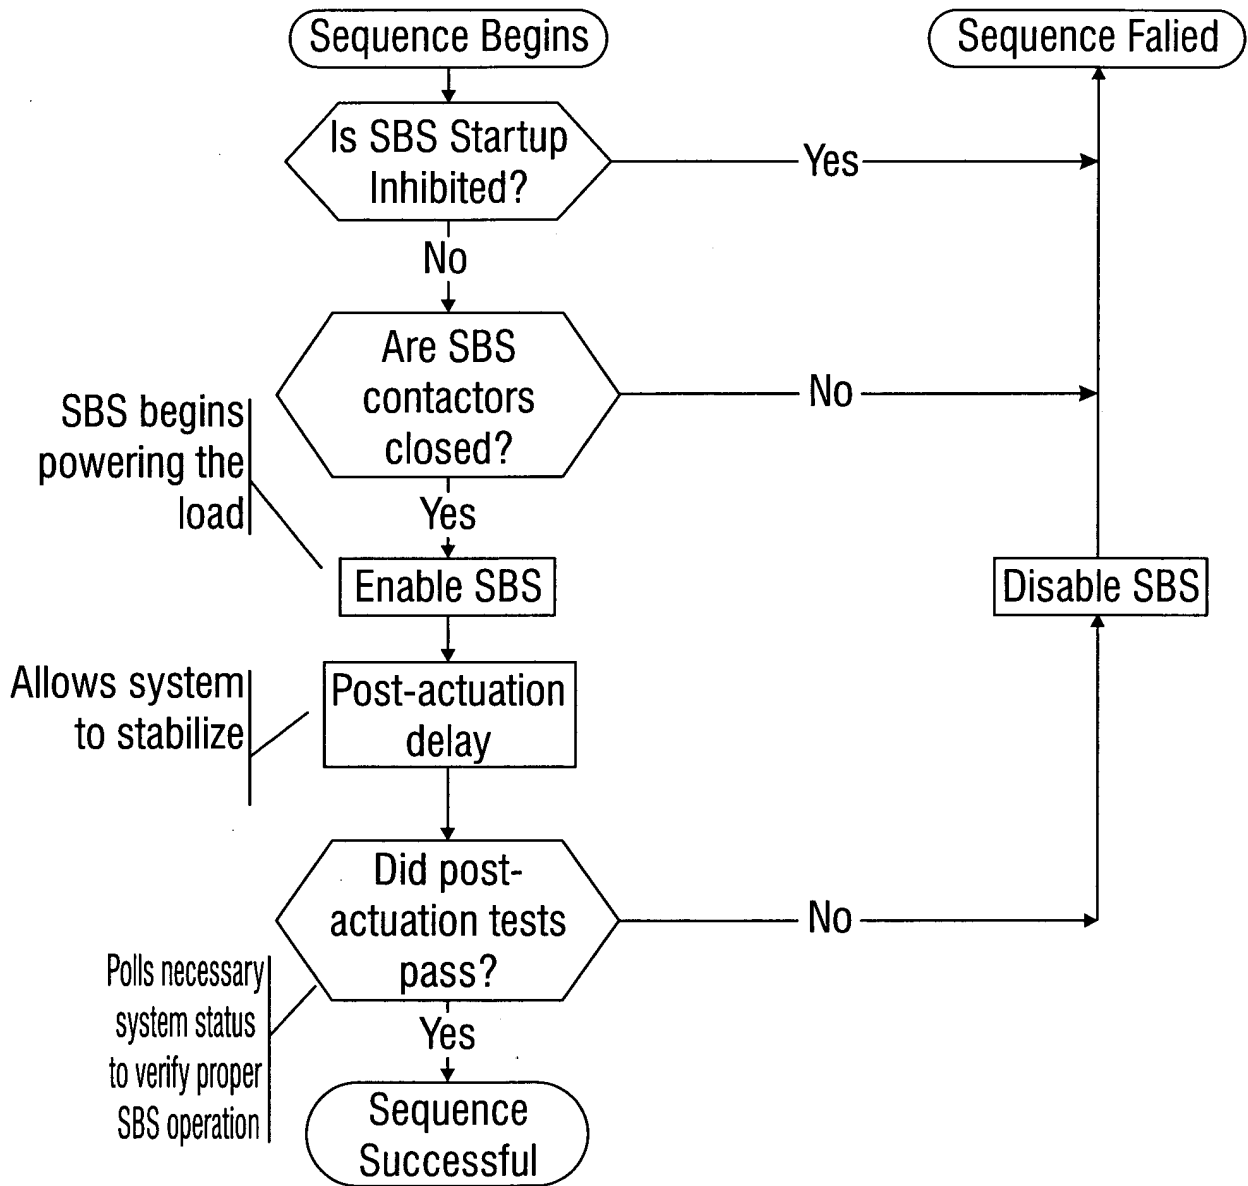 Sequence Begins
Sequence Falied
Is SBS Startup
Inhibited?
Yes
No
Are SBS
contactors
closed?
No
SBS begins
powering the
load
Yes
Enable SBS
Disable SBS
Allows system
to stabilize
Post-actuation
delay
Did post-
actuation tests
pass?
No
Polls necessary
system status
to verify proper
SBS operation
Yes
Sequence
Successful